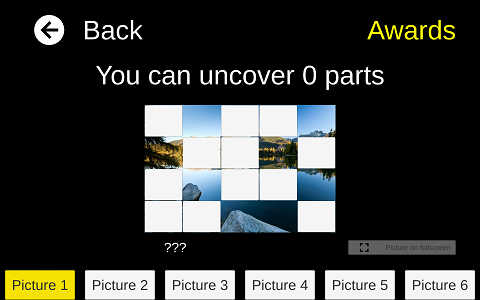 Back
Awards
You can uncover 0 parts
???
Picture on fullscreen
Picture 1
Picture 2
Picture 3
Picture 4
Picture 5
Picture 6